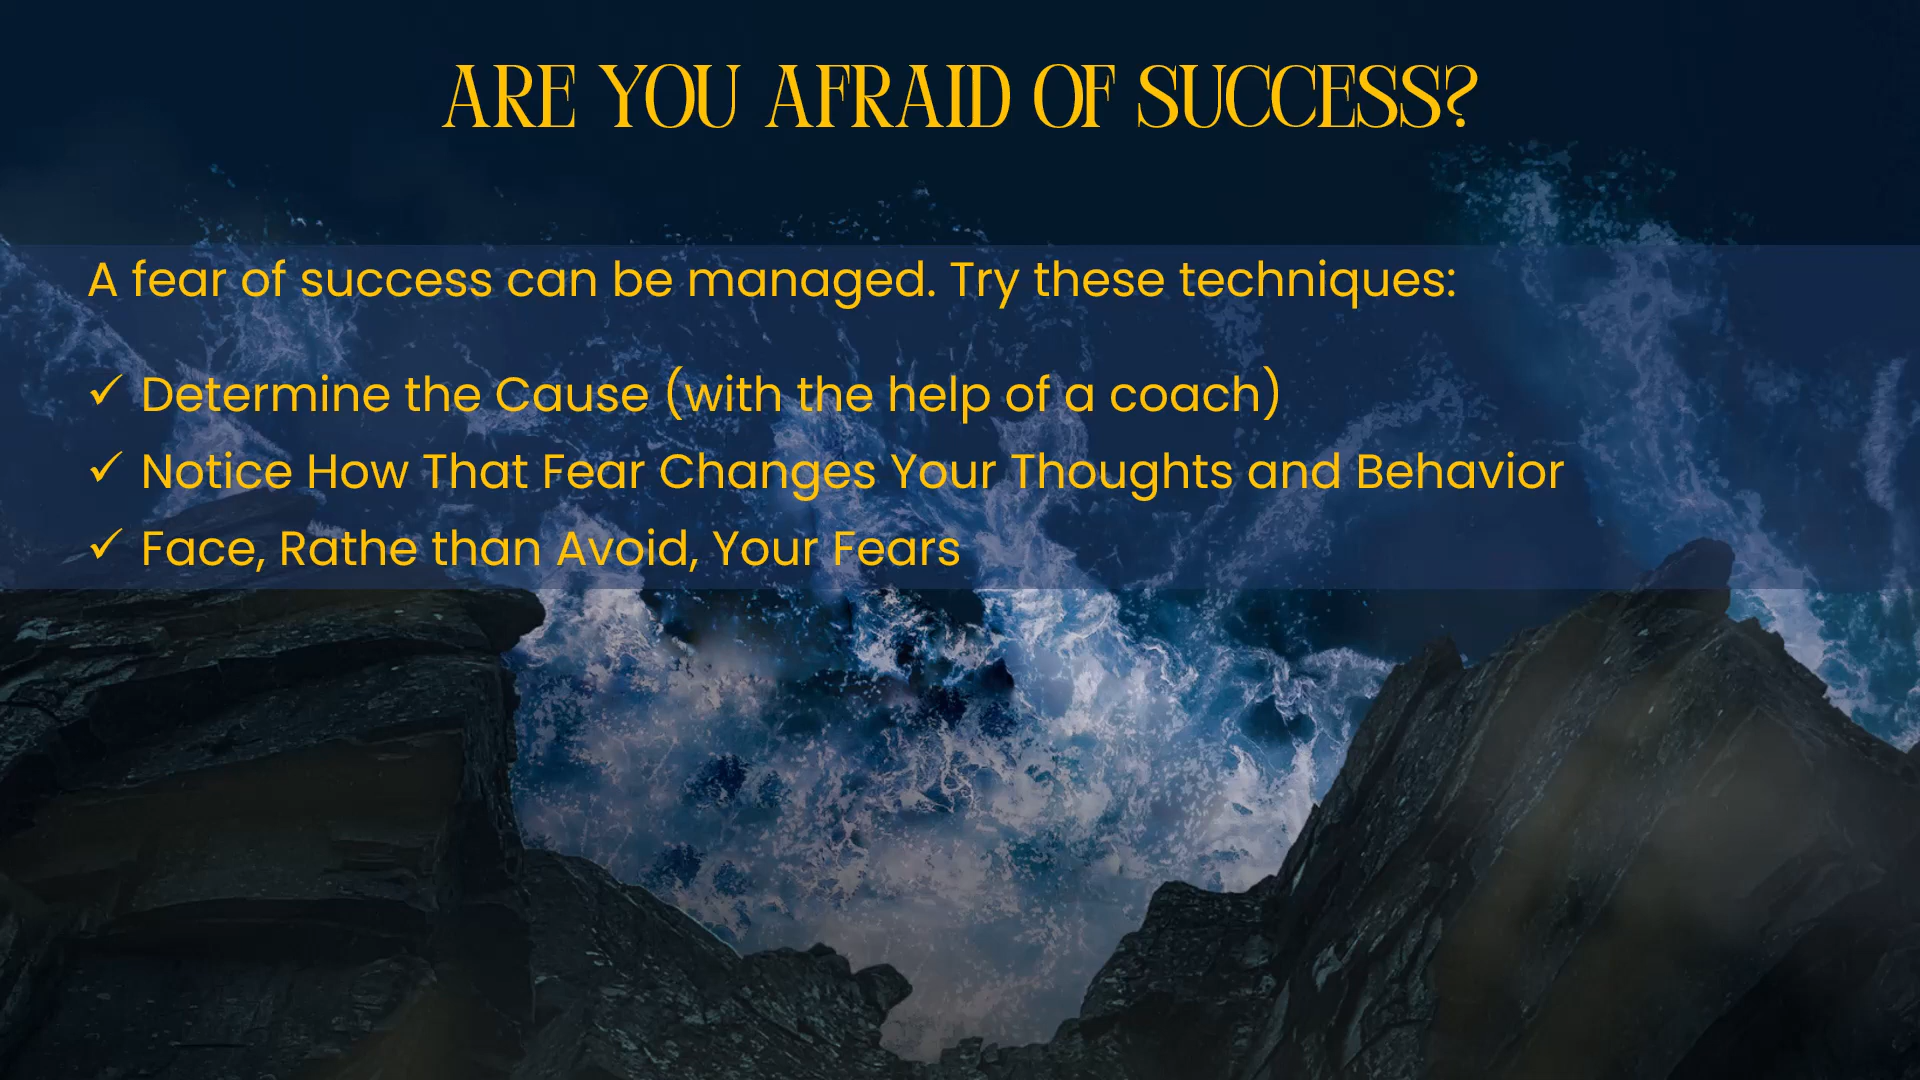 ARE YOU AFRAID OF SUCCESS?
A fear of success can be managed. Try these techniques:
✓ Determine the Cause (with the help of a coach)
✓ Notice How That Fear Changes Your Thoughts and Behavior
✓ Face, Rathe than Avoid, Your Fears